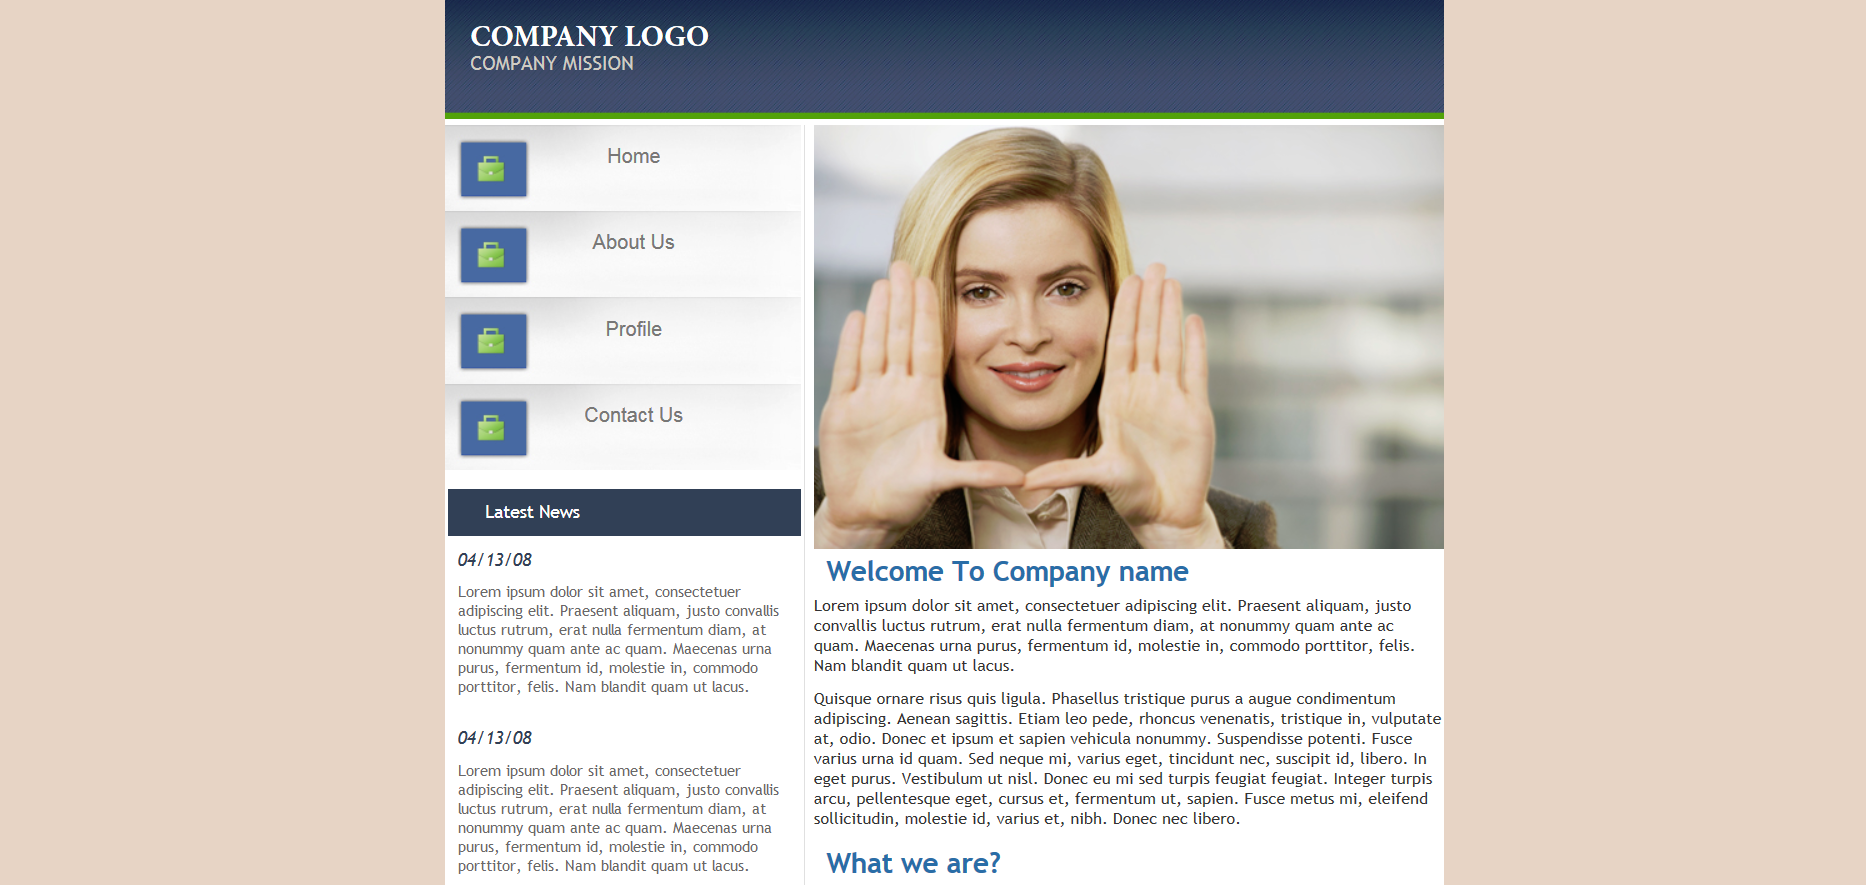 COMPANY LOGO
COMPANY MISSION
Home
About Us
Profile
Contact Us
Latest News
04/13/08
Lorem ipsum dolor sit amet, consectetuer
adipiscing elit. Praesent aliquam, justo convallis
luctus rutrum, erat nulla fermentum diam, at
nonummy quam ante ac quam. Maecenas urna
purus, fermentum id, molestie in, commodo
porttitor, felis. Nam blandit quam ut lacus.
04/13/08
Lorem ipsum dolor sit amet, consectetuer
adipiscing elit. Praesent aliquam, justo convallis
luctus rutrum, erat nulla fermentum diam, at
nonummy quam ante ac quam. Maecenas urna
purus, fermentum id, molestie in, commodo
porttitor, felis. Nam blandit quam ut lacus.
Welcome To Company name
Lorem ipsum dolor sit amet, consectetuer adipiscing elit. Praesent aliquam, justo
convallis luctus rutrum, erat nulla fermentum diam, at nonummy quam ante ac
quam. Maecenas urna purus, fermentum id, molestie in, commodo porttitor, felis.
Nam blandit quam ut lacus.
Quisque ornare risus quis ligula. Phasellus tristique purus a augue condimentum
adipiscing. Aenean sagittis. Etiam leo pede, rhoncus venenatis, tristique in, vulputate
at, odio. Donec et ipsum et sapien vehicula nonummy. Suspendisse potenti. Fusce
varius urna id quam. Sed neque mi, varius eget, tincidunt nec, suscipit id, libero. In
eget purus. Vestibulum ut nisl. Donec eu mi sed turpis feugiat feugiat. Integer turpis
arcu, pellentesque eget, cursus et, fermentum ut, sapien. Fusce metus mi, eleifend
sollicitudin, molestie id, varius et, nibh. Donec nec libero.
What we are?